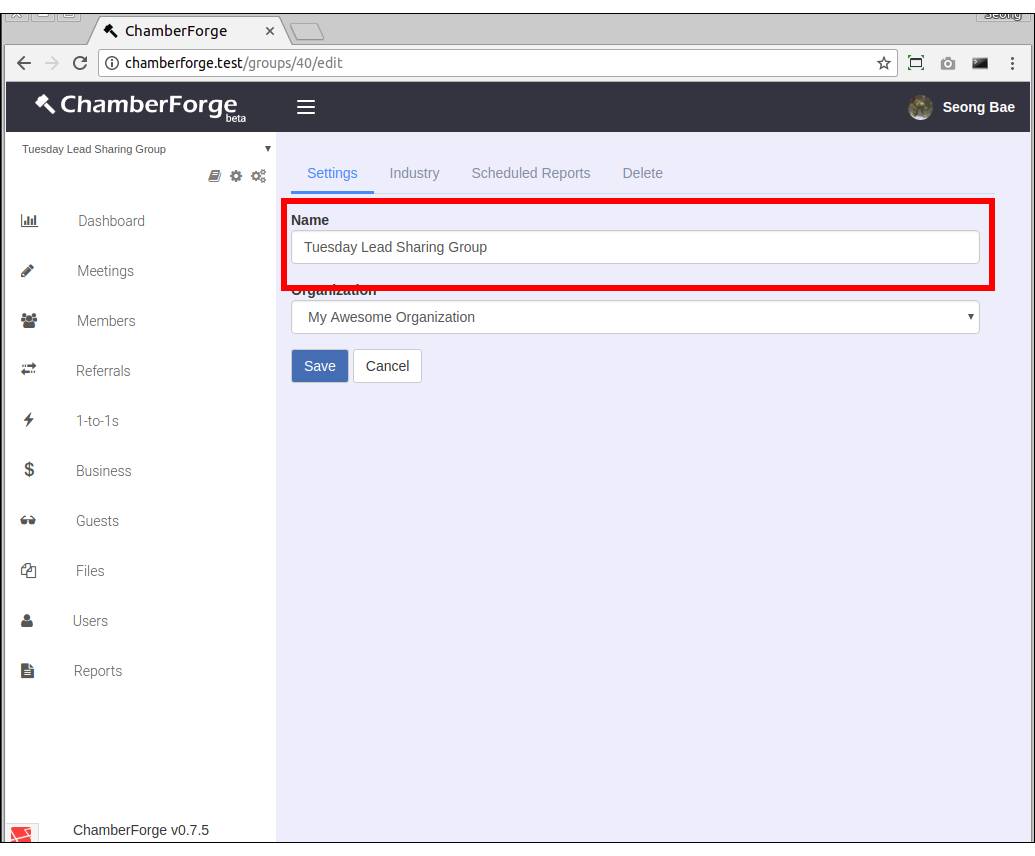 Seong
ChamberForge
chamberforge.test/groups/40/edit
ChamberForge
beta
Seong Bae
Tuesday Lead Sharing Group
Settings Industry Scheduled Reports Delete
Name
Tuesday Lead Sharing Group
Organization
My Awesome Organization
Save Cancel
Dashboard
Meetings
Members
Referrals
1-to-1s
Business
Guests
Files
Users
Reports
ChamberForge v0.7.5